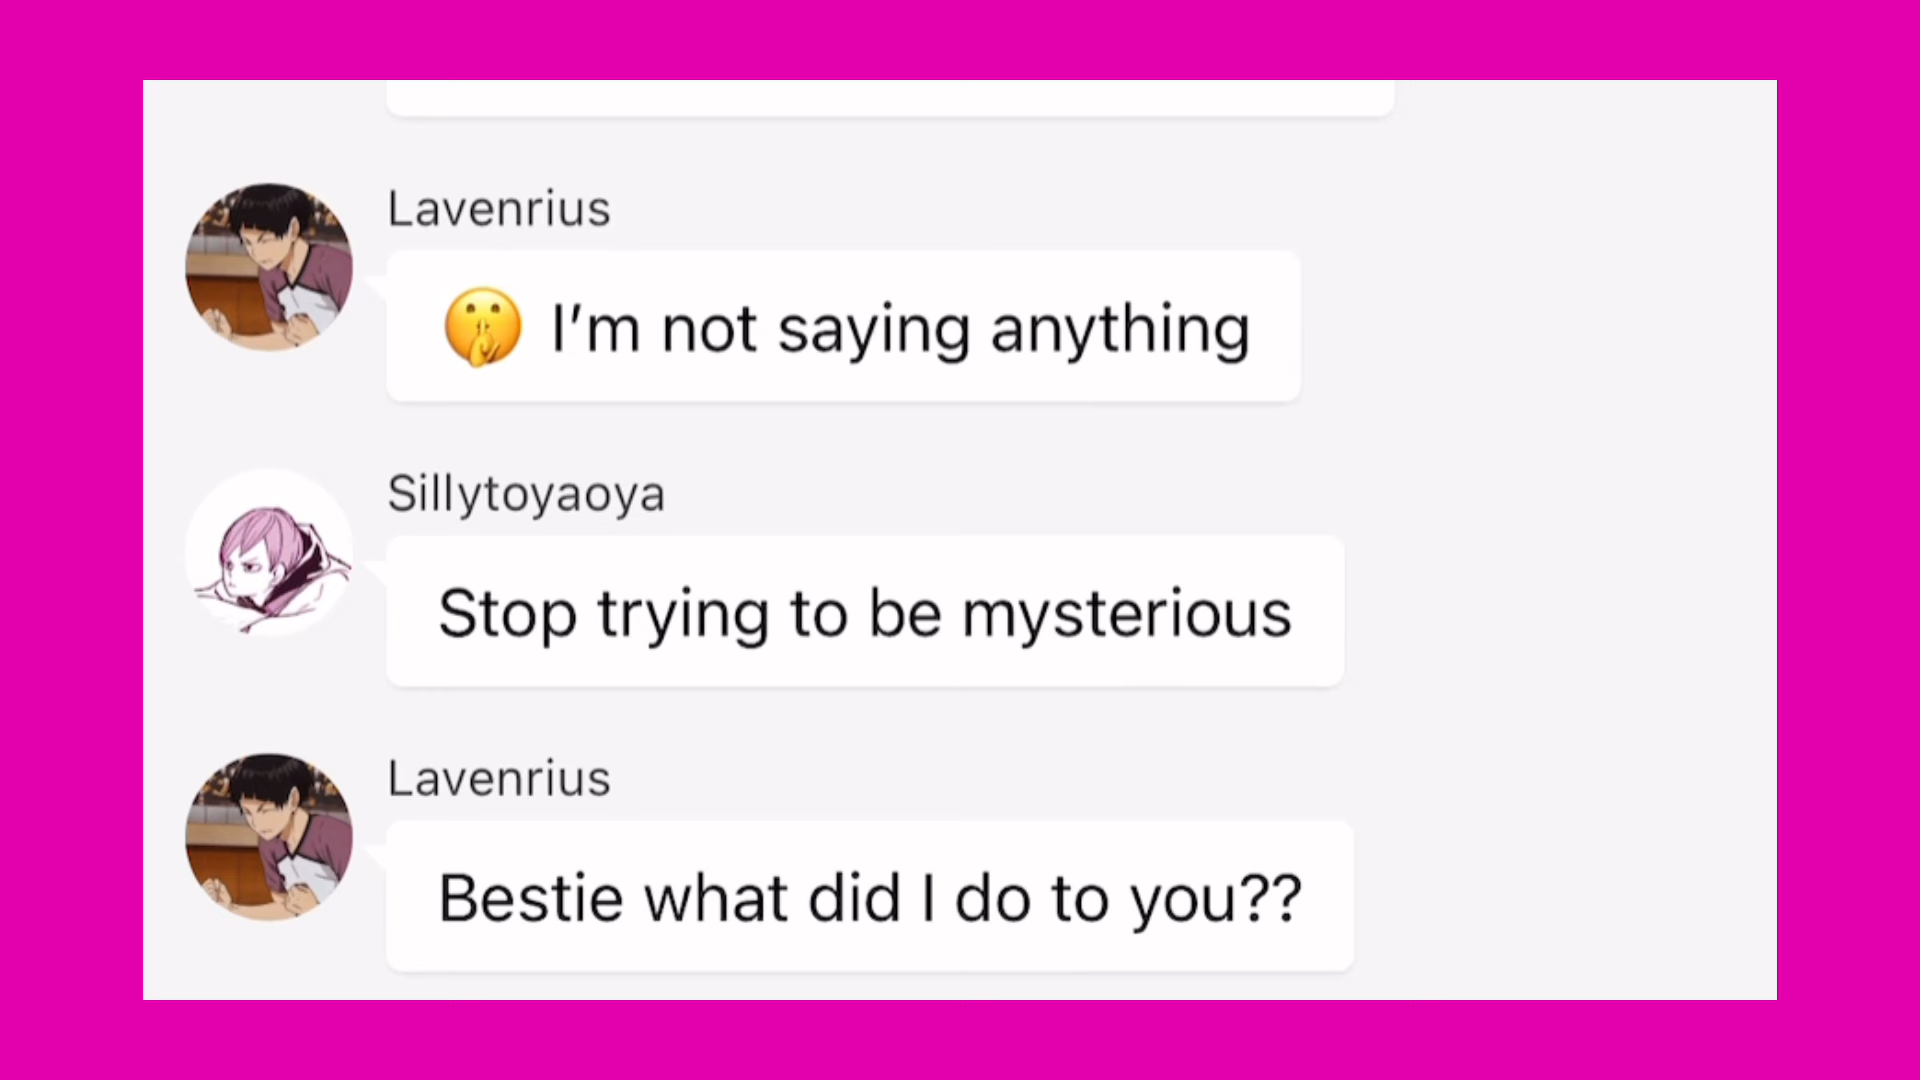 Lavenrius
🤫 I’m not saying anything
Sillytoyaoya
Stop trying to be mysterious
Lavenrius
Bestie what did I do to you??